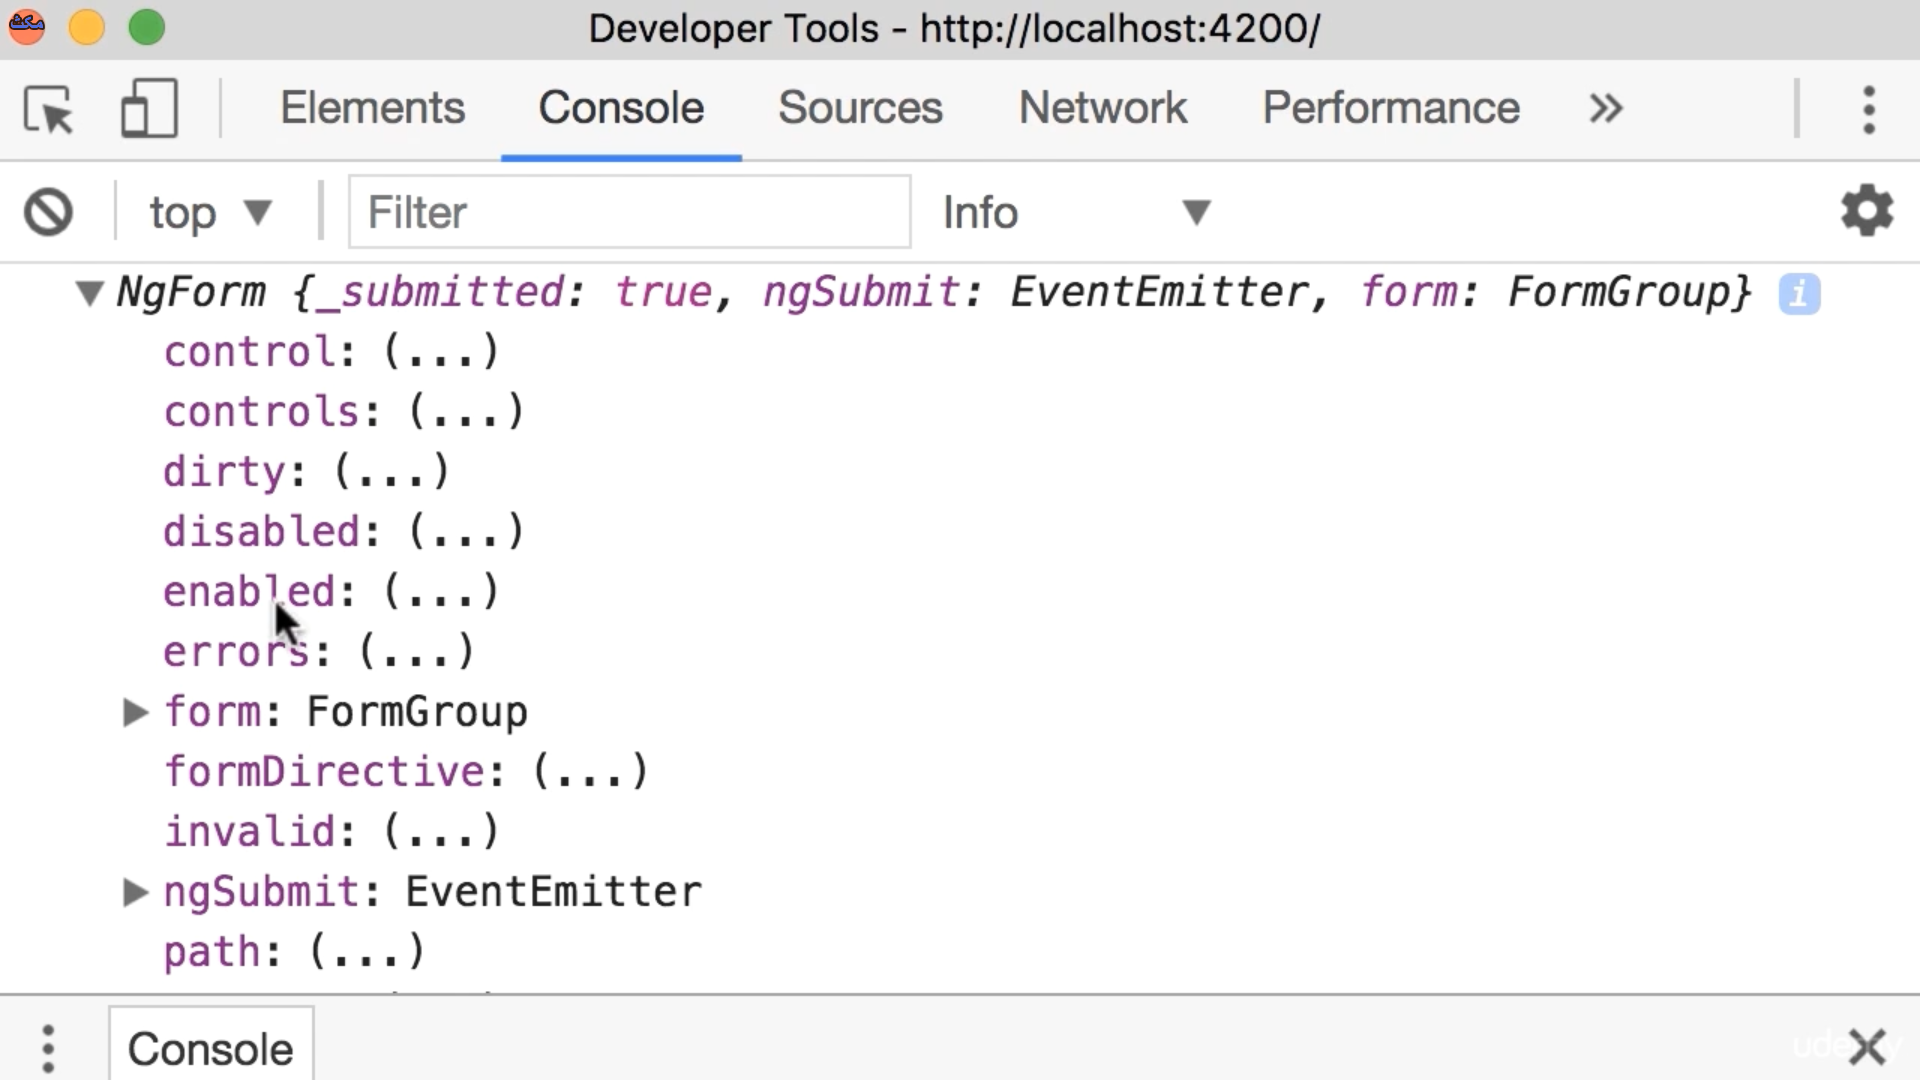 مكث
Developer Tools - http://localhost:4200/
Elements Console Sources Network Performance »
top ▼ Filter Info ▼
▼ NgForm {_submitted: true, ngSubmit: EventEmitter, form: FormGroup} i
control: (...)
controls: (...)
dirty: (...)
disabled: (...)
enabled: (...)
errors: (...)
▶ form: FormGroup
formDirective: (...)
invalid: (...)
▶ ngSubmit: EventEmitter
path: (...)
Console
udemy